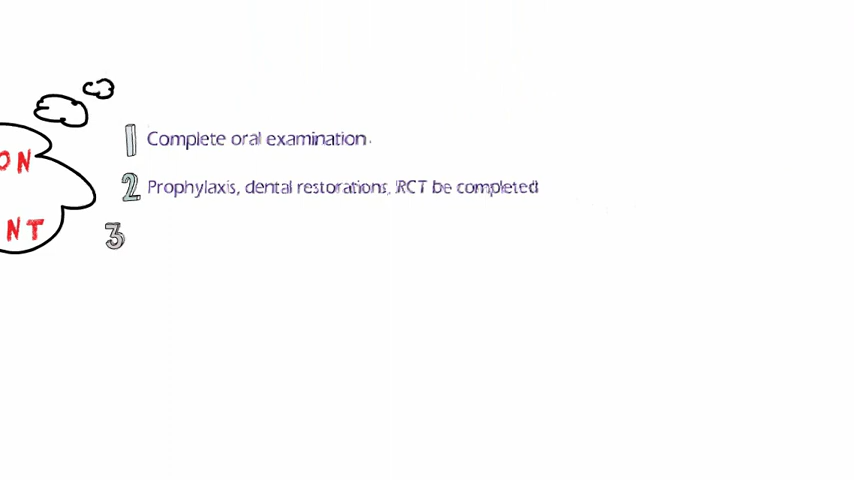 ON
NT
1 Complete oral examination.
2 Prophylaxis, dental restorations, RCT be completed
3